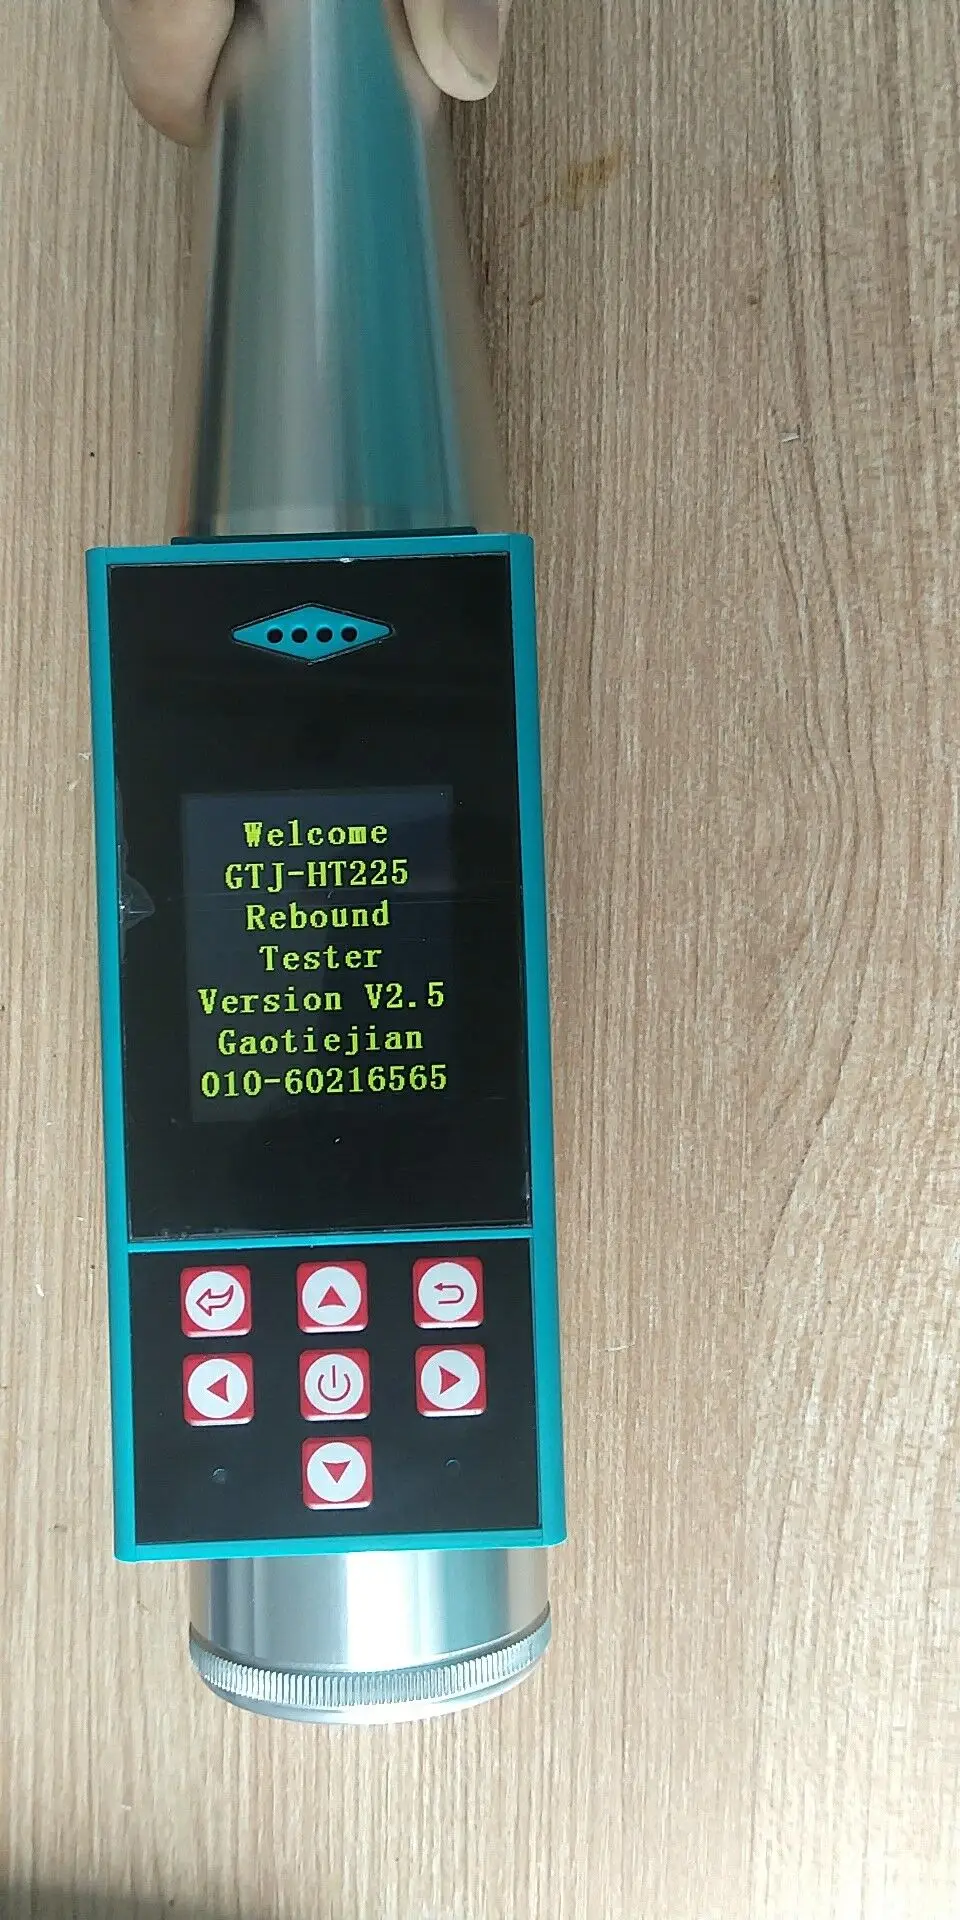 Welcome
GTJ-HT225
Rebound
Tester
Version V2.5
Gaotiejian
010-60216565